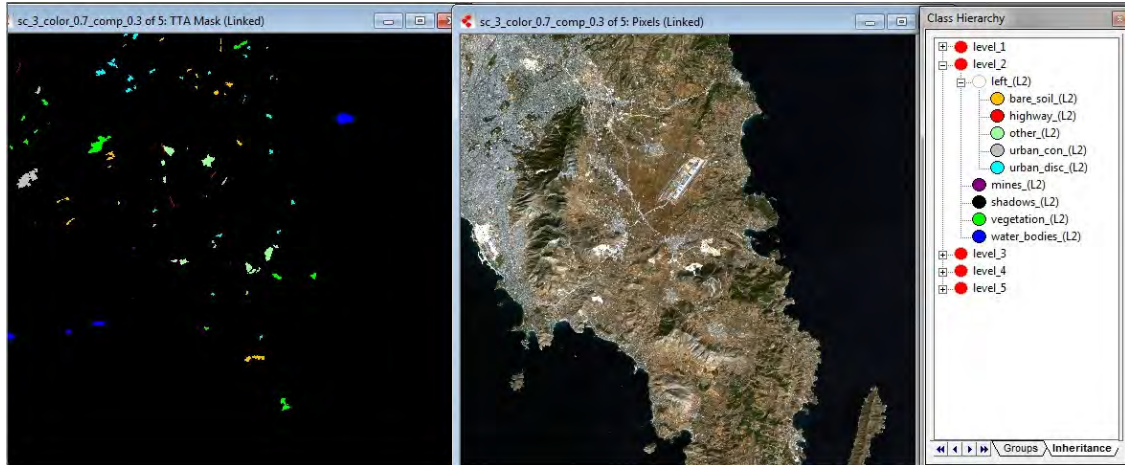 sc_3_color_0.7_comp_0.3 of 5: TTA Mask (Linked)
sc_3_color_0.7_comp_0.3 of 5: Pixels (Linked)
Class Hierarchy
level_1
level_2
left_(L2)
bare_soil_(L2)
highway_(L2)
other_(L2)
urban_con_(L2)
urban_disc_(L2)
mines_(L2)
shadows_(L2)
vegetation_(L2)
water_bodies_(L2)
level_3
level_4
level_5
Groups Inheritance